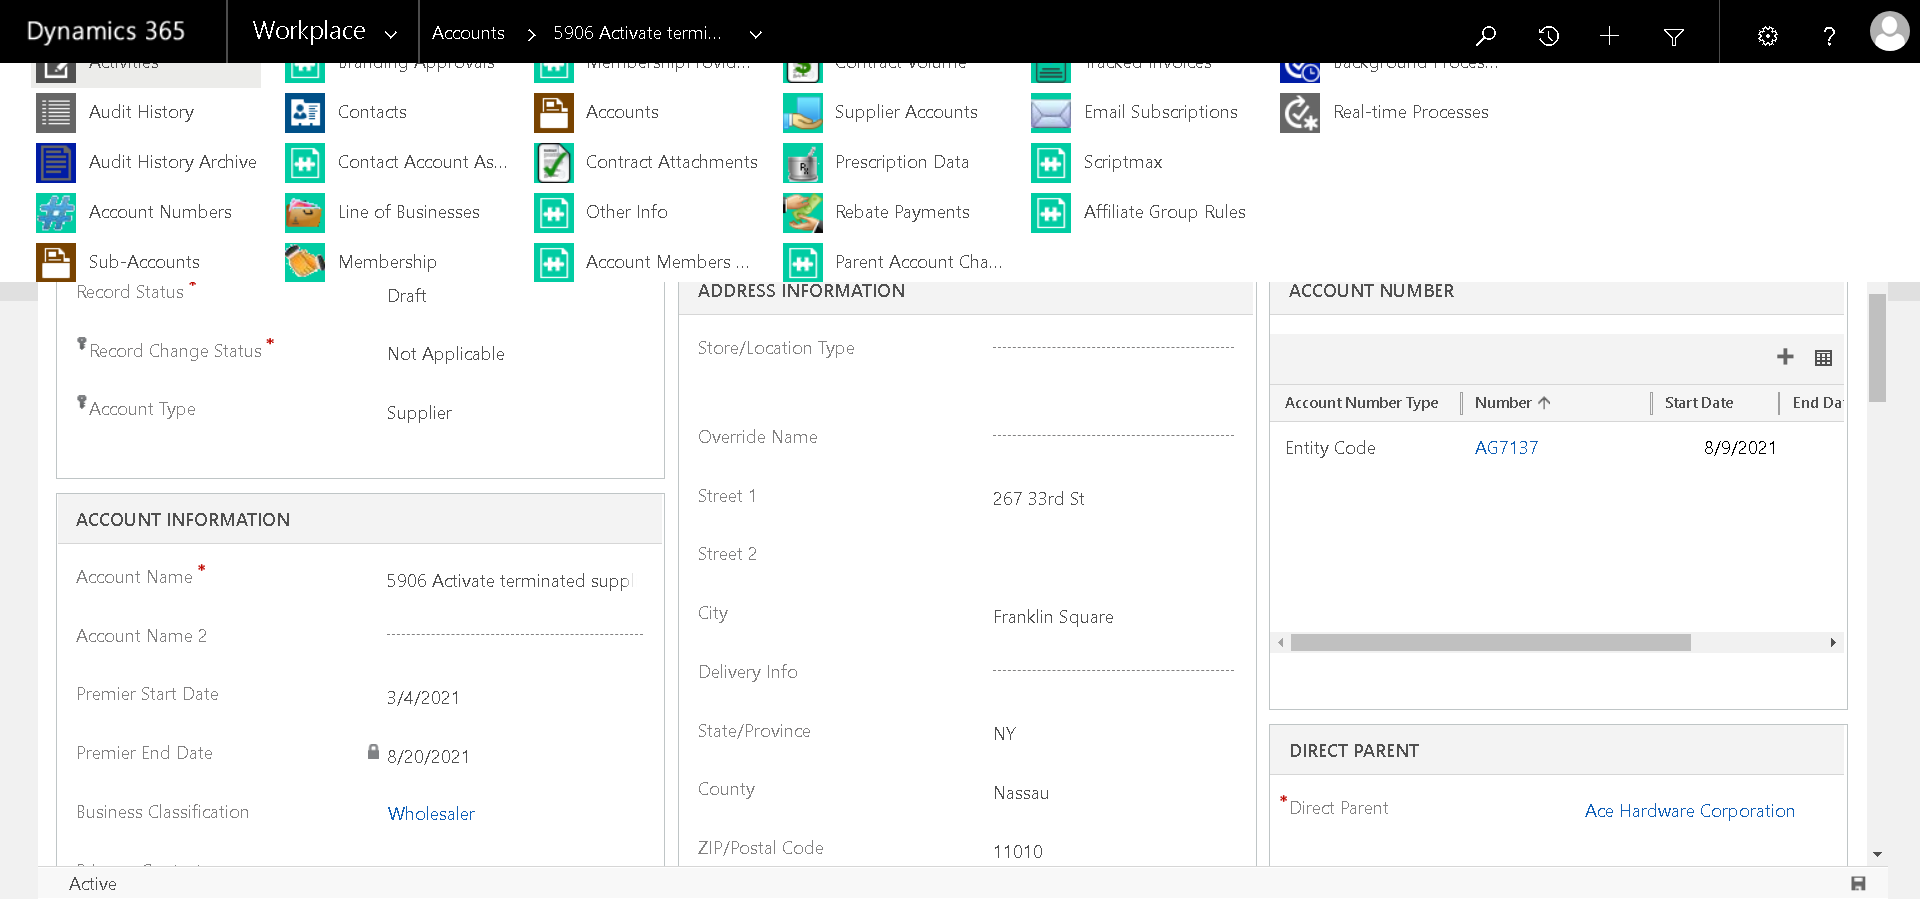 Dynamics 365
Workplace
Accounts
5906 Activate termi...
Activities
Branding Approvals
MembershipProvid...
Contract Volume
Tracked Invoices
Background Proces...
Audit History
Contacts
Accounts
Supplier Accounts
Email Subscriptions
Real-time Processes
Audit History Archive
Contact Account As...
Contract Attachments
Prescription Data
Scriptmax
Account Numbers
Line of Businesses
Other Info
Rebate Payments
Affiliate Group Rules
Sub-Accounts
Membership
Account Members ...
Parent Account Cha...
Record Status *
Draft
Record Change Status *
Not Applicable
Account Type
Supplier
ACCOUNT INFORMATION
Account Name *
5906 Activate terminated suppl
Account Name 2
Premier Start Date
3/4/2021
Premier End Date
8/20/2021
Business Classification
Wholesaler
ADDRESS INFORMATION
Store/Location Type
Override Name
Street 1
267 33rd St
Street 2
City
Franklin Square
Delivery Info
State/Province
NY
County
Nassau
ZIP/Postal Code
11010
ACCOUNT NUMBER
Account Number Type
Number
Start Date
End Da
Entity Code
AG7137
8/9/2021
DIRECT PARENT
* Direct Parent
Ace Hardware Corporation
Active